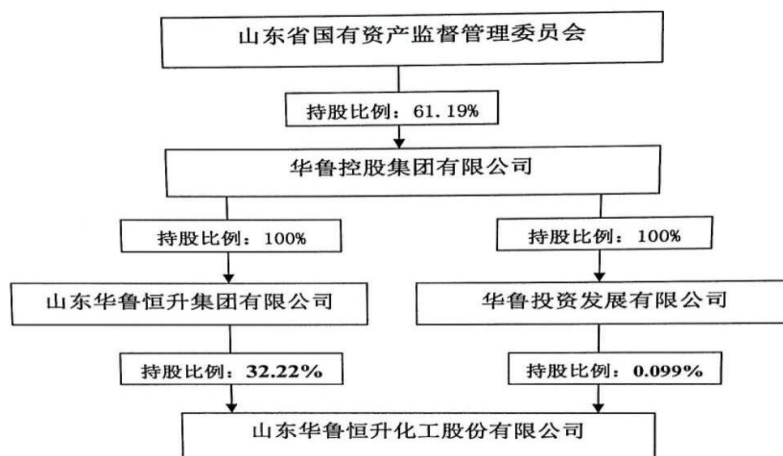 山东省国有资产监督管理委员会
持股比例：61.19%
华鲁控股集团有限公司
持股比例：100%
持股比例：100%
山东华鲁恒升集团有限公司
华鲁投资发展有限公司
持股比例：32.22%
持股比例：0.099%
山东华鲁恒升化工股份有限公司